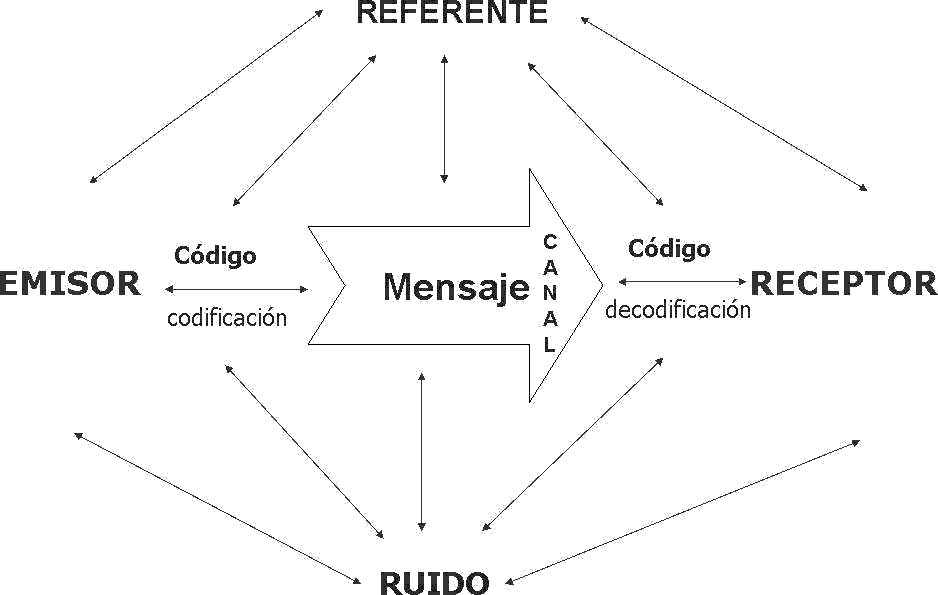 REFERENTE
Código
Código
EMISOR
Mensaje
CANAL
RECEPTOR
codificación
decodificación
RUIDO